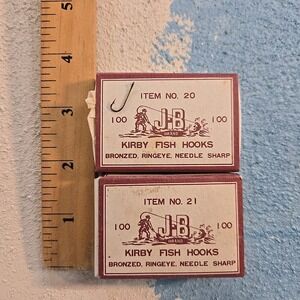 5
4
3
2
1
ITEM NO. 20
100 J-B 100
BRAND
KIRBY FISH HOOKS
BRONZED, RINGEYE, NEEDLE SHARP
ITEM NO. 21
100 J-B 100
BRAND
KIRBY FISH HOOKS
BRONZED, RINGEYE, NEEDLE SHARP